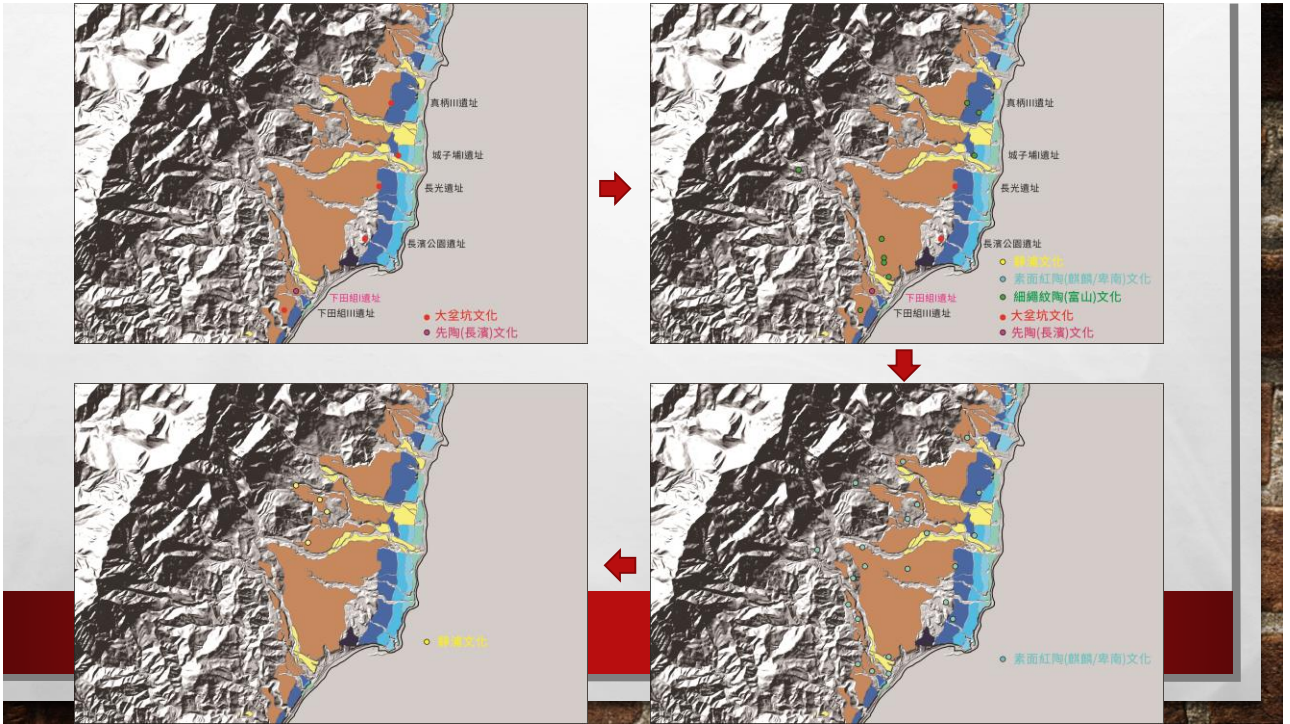 真柄III遺址
城子埔I遺址
長光遺址
長濱公園遺址
下田組I遺址
下田組III遺址
大坌坑文化
先陶(長濱)文化
真柄III遺址
城子埔I遺址
長光遺址
長濱公園遺址
靜浦文化
素面紅陶(麒麟/卑南)文化
細繩紋陶(富山)文化
下田組I遺址
大坌坑文化
下田組III遺址
先陶(長濱)文化
靜浦文化
素面紅陶(麒麟/卑南)文化